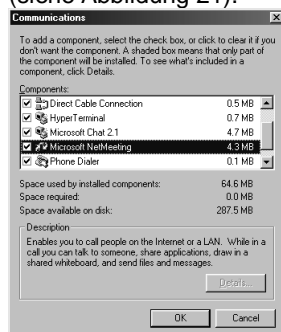 (siehe Abbildung 21).
Communications
To add a component, select the check box, or click to clear it if you
don't want the component. A shaded box means that only part of
the component will be installed. To see what's included in a
component, click Details.
Components:
Direct Cable Connection 0.5 MB
HyperTerminal 0.7 MB
Microsoft Chat 2.1 4.7 MB
Microsoft NetMeeting 4.3 MB
Phone Dialer 0.1 MB
Space used by installed components: 64.6 MB
Space required: 0.0 MB
Space available on disk: 287.5 MB
Description
Enables you to call people on the Internet or a LAN. While in a
call you can talk to someone, share applications, draw in a
shared whiteboard, and send files and messages.
Details...
OK Cancel